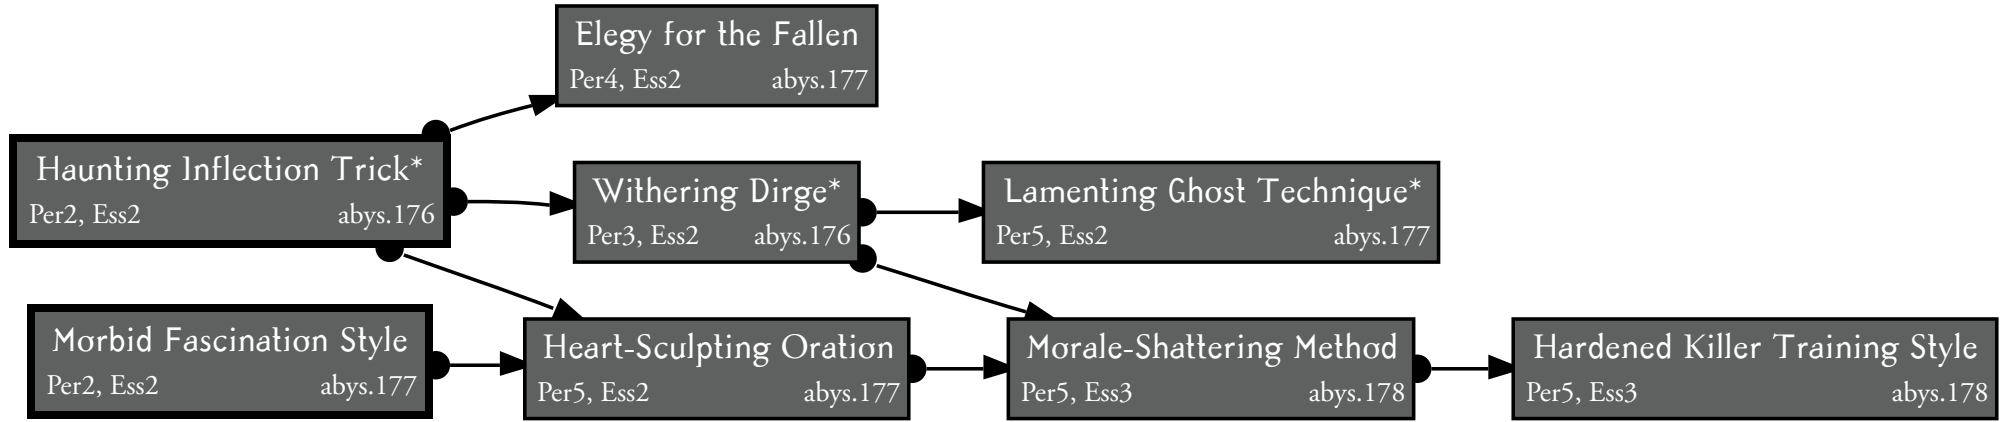 Elegy for the Fallen
Per4, Ess2 abys.177
Haunting Inflection Trick*
Per2, Ess2 abys.176
Withering Dirge*
Per3, Ess2 abys.176
Lamenting Ghost Technique*
Per5, Ess2 abys.177
Morbid Fascination Style
Per2, Ess2 abys.177
Heart-Sculpting Oration
Per5, Ess2 abys.177
Morale-Shattering Method
Per5, Ess3 abys.178
Hardened Killer Training Style
Per5, Ess3 abys.178